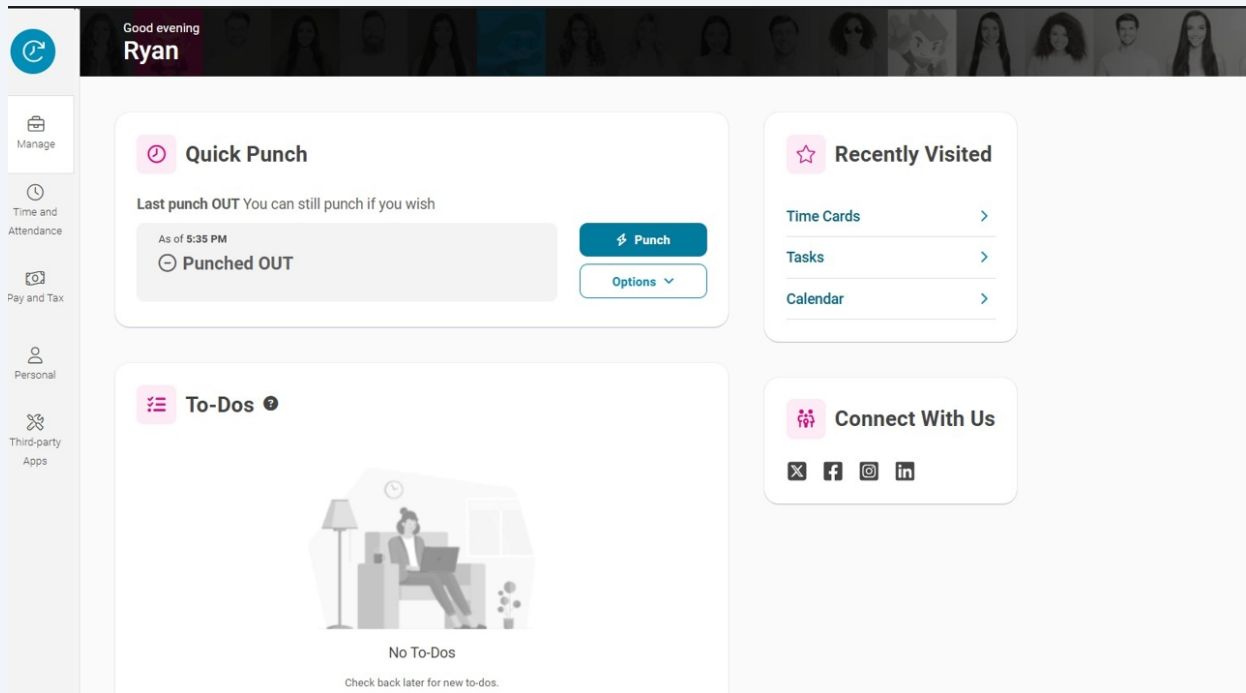 Good evening
Ryan
Manage
Time and
Attendance
Pay and Tax
Personal
Third-party
Apps
Quick Punch
Last punch OUT You can still punch if you wish
As of 5:35 PM
Punched OUT
Punch
Options
To-Dos ?
No To-Dos
Check back later for new to-dos.
Recently Visited
Time Cards
Tasks
Calendar
Connect With Us